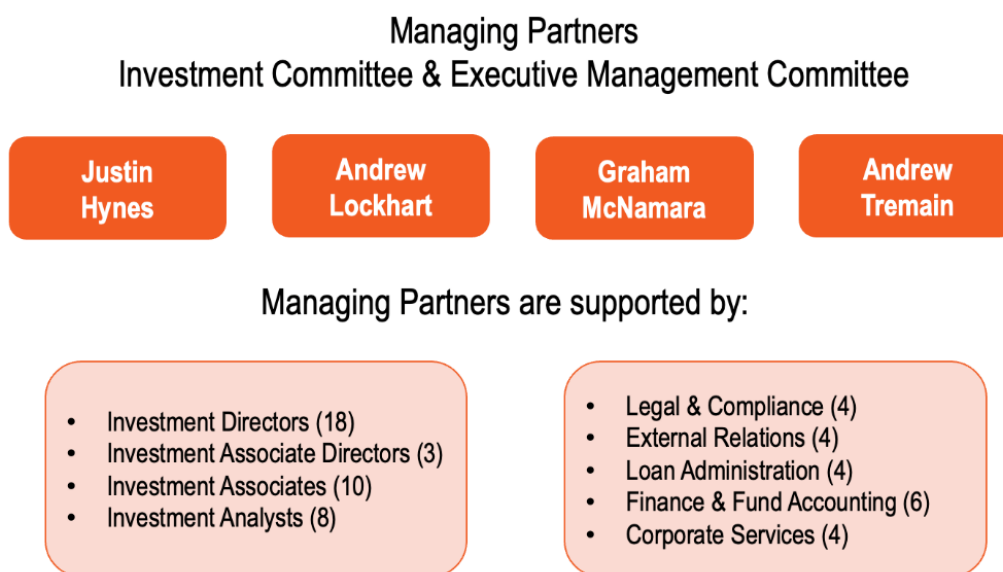 Managing Partners
Investment Committee & Executive Management Committee
Justin
Hynes
Andrew
Lockhart
Graham
McNamara
Andrew
Tremain
Managing Partners are supported by:
• Investment Directors (18)
• Investment Associate Directors (3)
• Investment Associates (10)
• Investment Analysts (8)
• Legal & Compliance (4)
• External Relations (4)
• Loan Administration (4)
• Finance & Fund Accounting (6)
• Corporate Services (4)